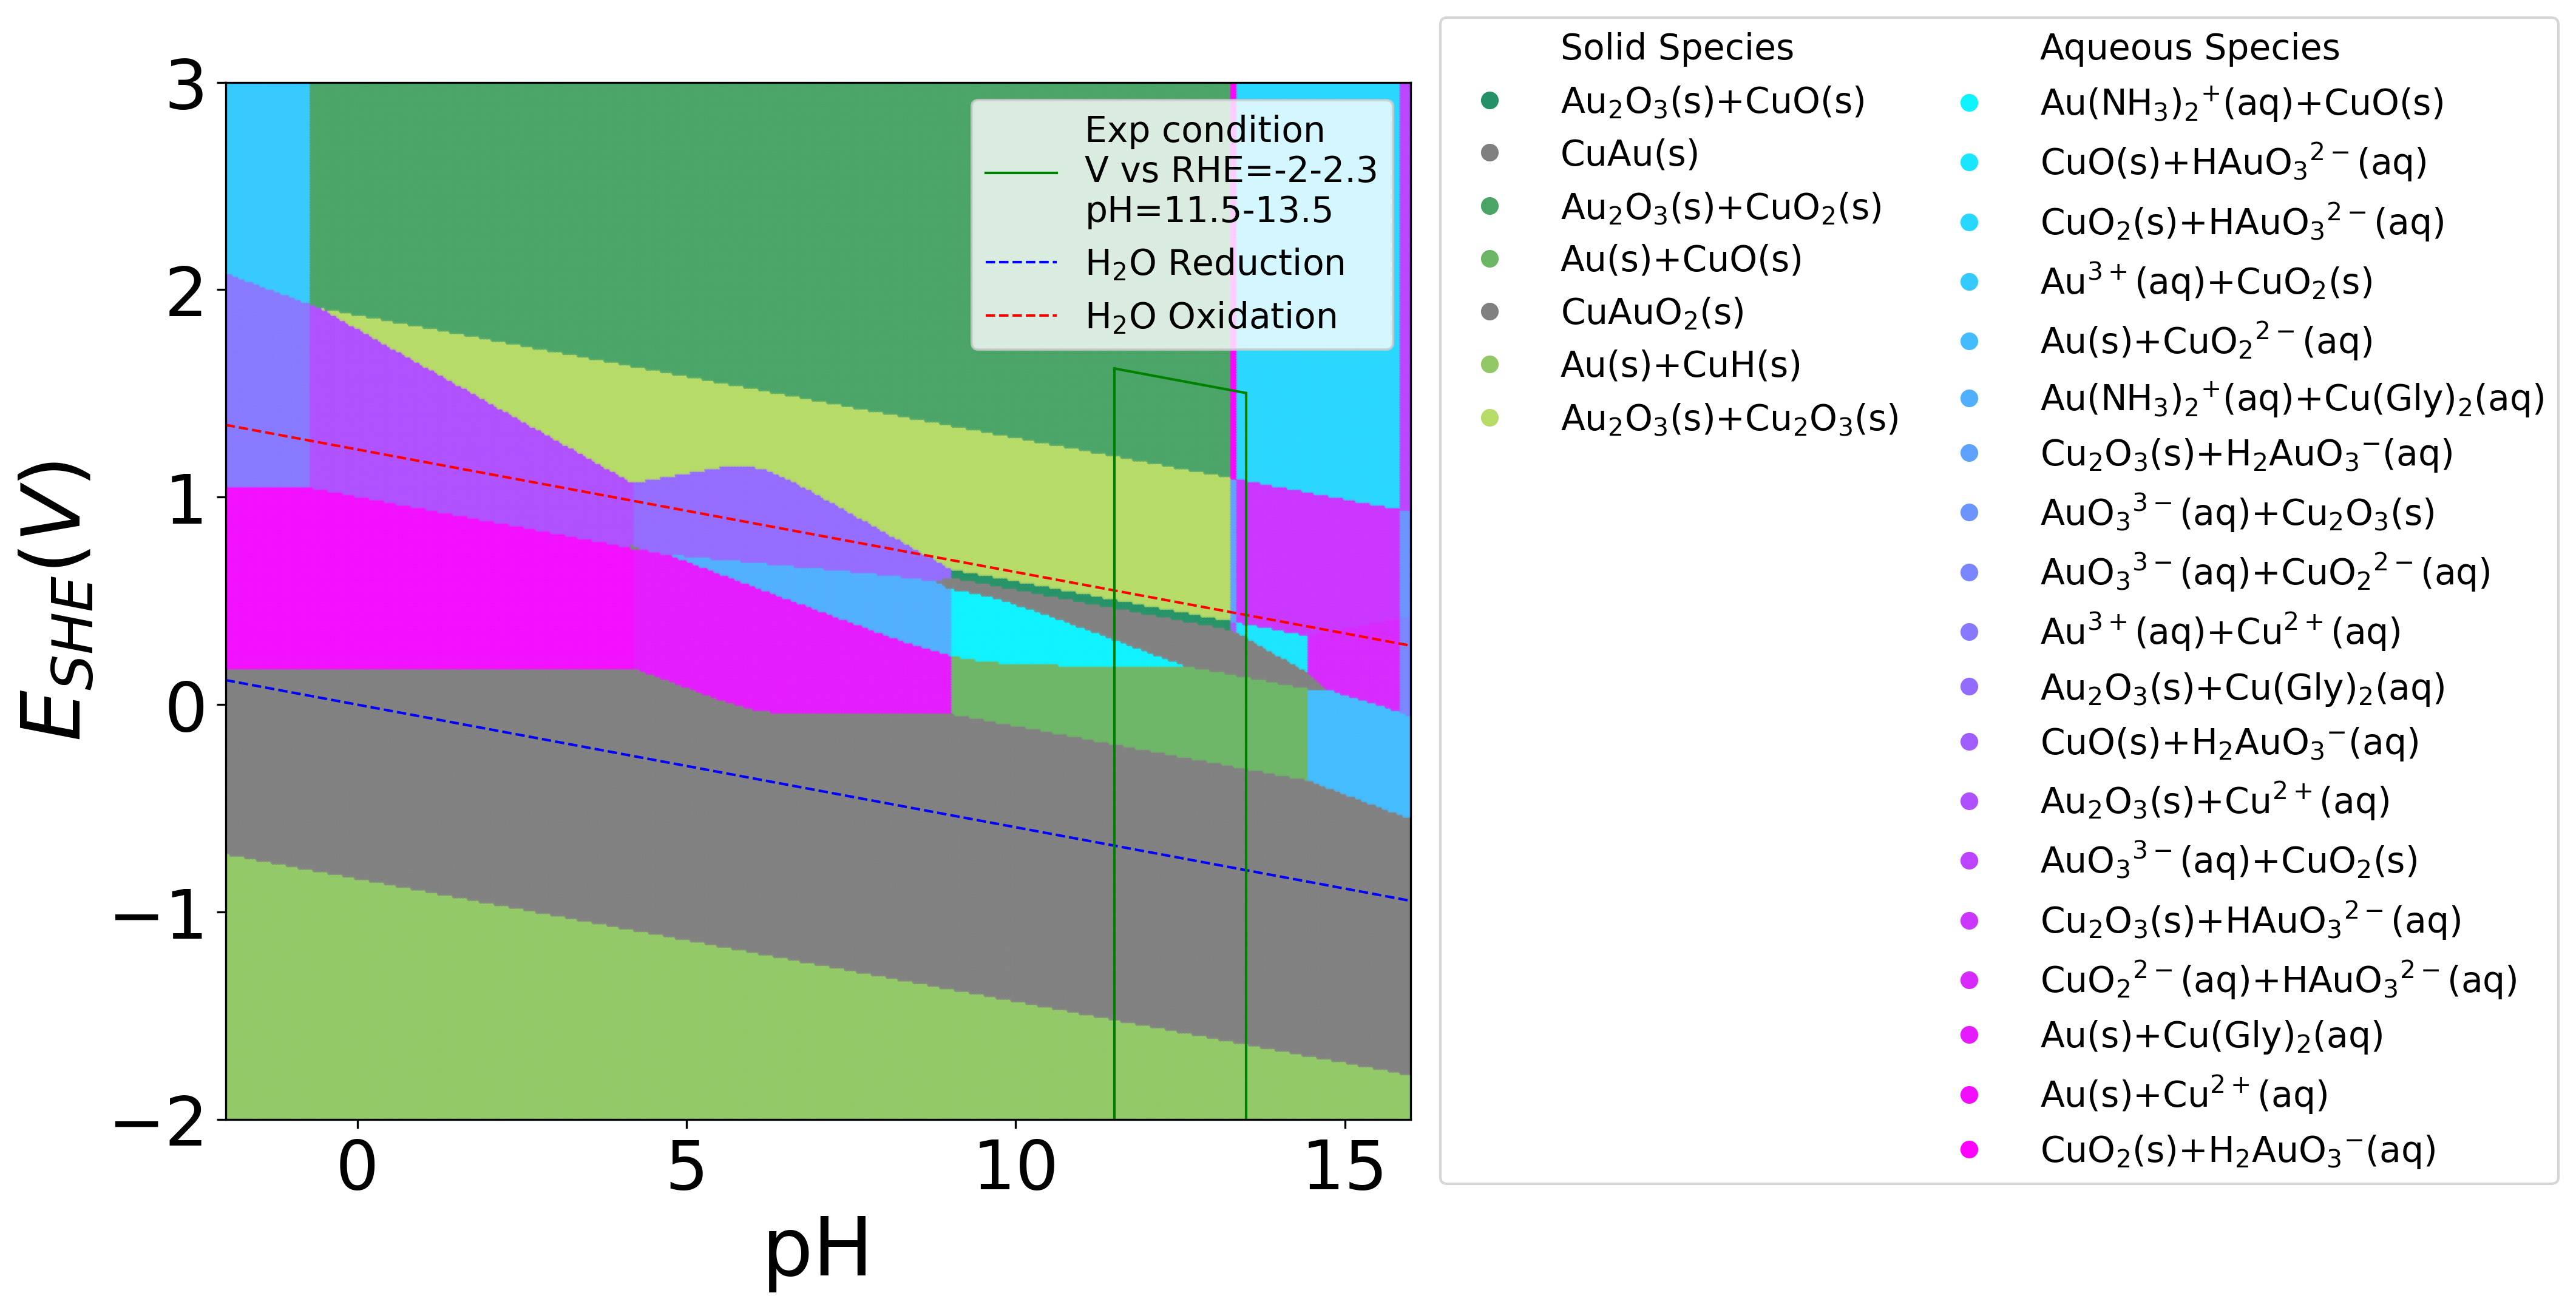 3
2
1
0
−1
−2
E_SHE(V)
0 5 10 15
pH
Exp condition
V vs RHE=-2-2.3
pH=11.5-13.5
H₂O Reduction
H₂O Oxidation
Solid Species
Au₂O₃(s)+CuO(s)
CuAu(s)
Au₂O₃(s)+CuO₂(s)
Au(s)+CuO(s)
CuAuO₂(s)
Au(s)+CuH(s)
Au₂O₃(s)+Cu₂O₃(s)
Aqueous Species
Au(NH₃)₂⁺(aq)+CuO(s)
CuO(s)+HAuO₃²⁻(aq)
CuO₂(s)+HAuO₃²⁻(aq)
Au³⁺(aq)+CuO₂(s)
Au(s)+CuO₂²⁻(aq)
Au(NH₃)₂⁺(aq)+Cu(Gly)₂(aq)
Cu₂O₃(s)+H₂AuO₃⁻(aq)
AuO₃³⁻(aq)+Cu₂O₃(s)
AuO₃³⁻(aq)+CuO₂²⁻(aq)
Au³⁺(aq)+Cu²⁺(aq)
Au₂O₃(s)+Cu(Gly)₂(aq)
CuO(s)+H₂AuO₃⁻(aq)
Au₂O₃(s)+Cu²⁺(aq)
AuO₃³⁻(aq)+CuO₂(s)
Cu₂O₃(s)+HAuO₃²⁻(aq)
CuO₂²⁻(aq)+HAuO₃²⁻(aq)
Au(s)+Cu(Gly)₂(aq)
Au(s)+Cu²⁺(aq)
CuO₂(s)+H₂AuO₃⁻(aq)